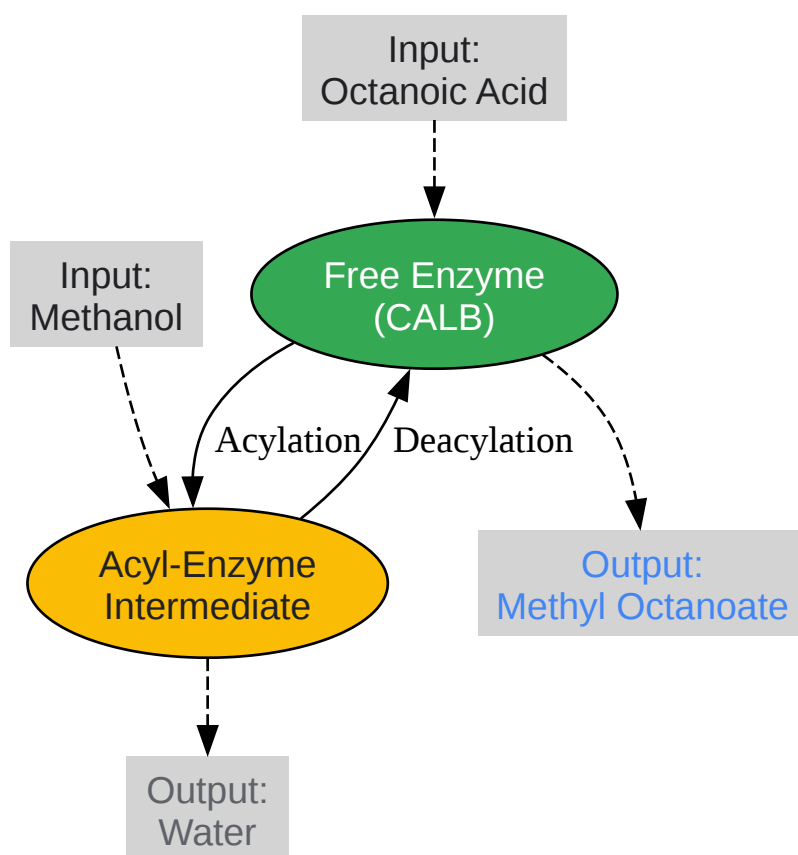 Input:
Octanoic Acid
Input:
Methanol
Free Enzyme
(CALB)
Acylation
Deacylation
Acyl-Enzyme
Intermediate
Output:
Methyl Octanoate
Output:
Water